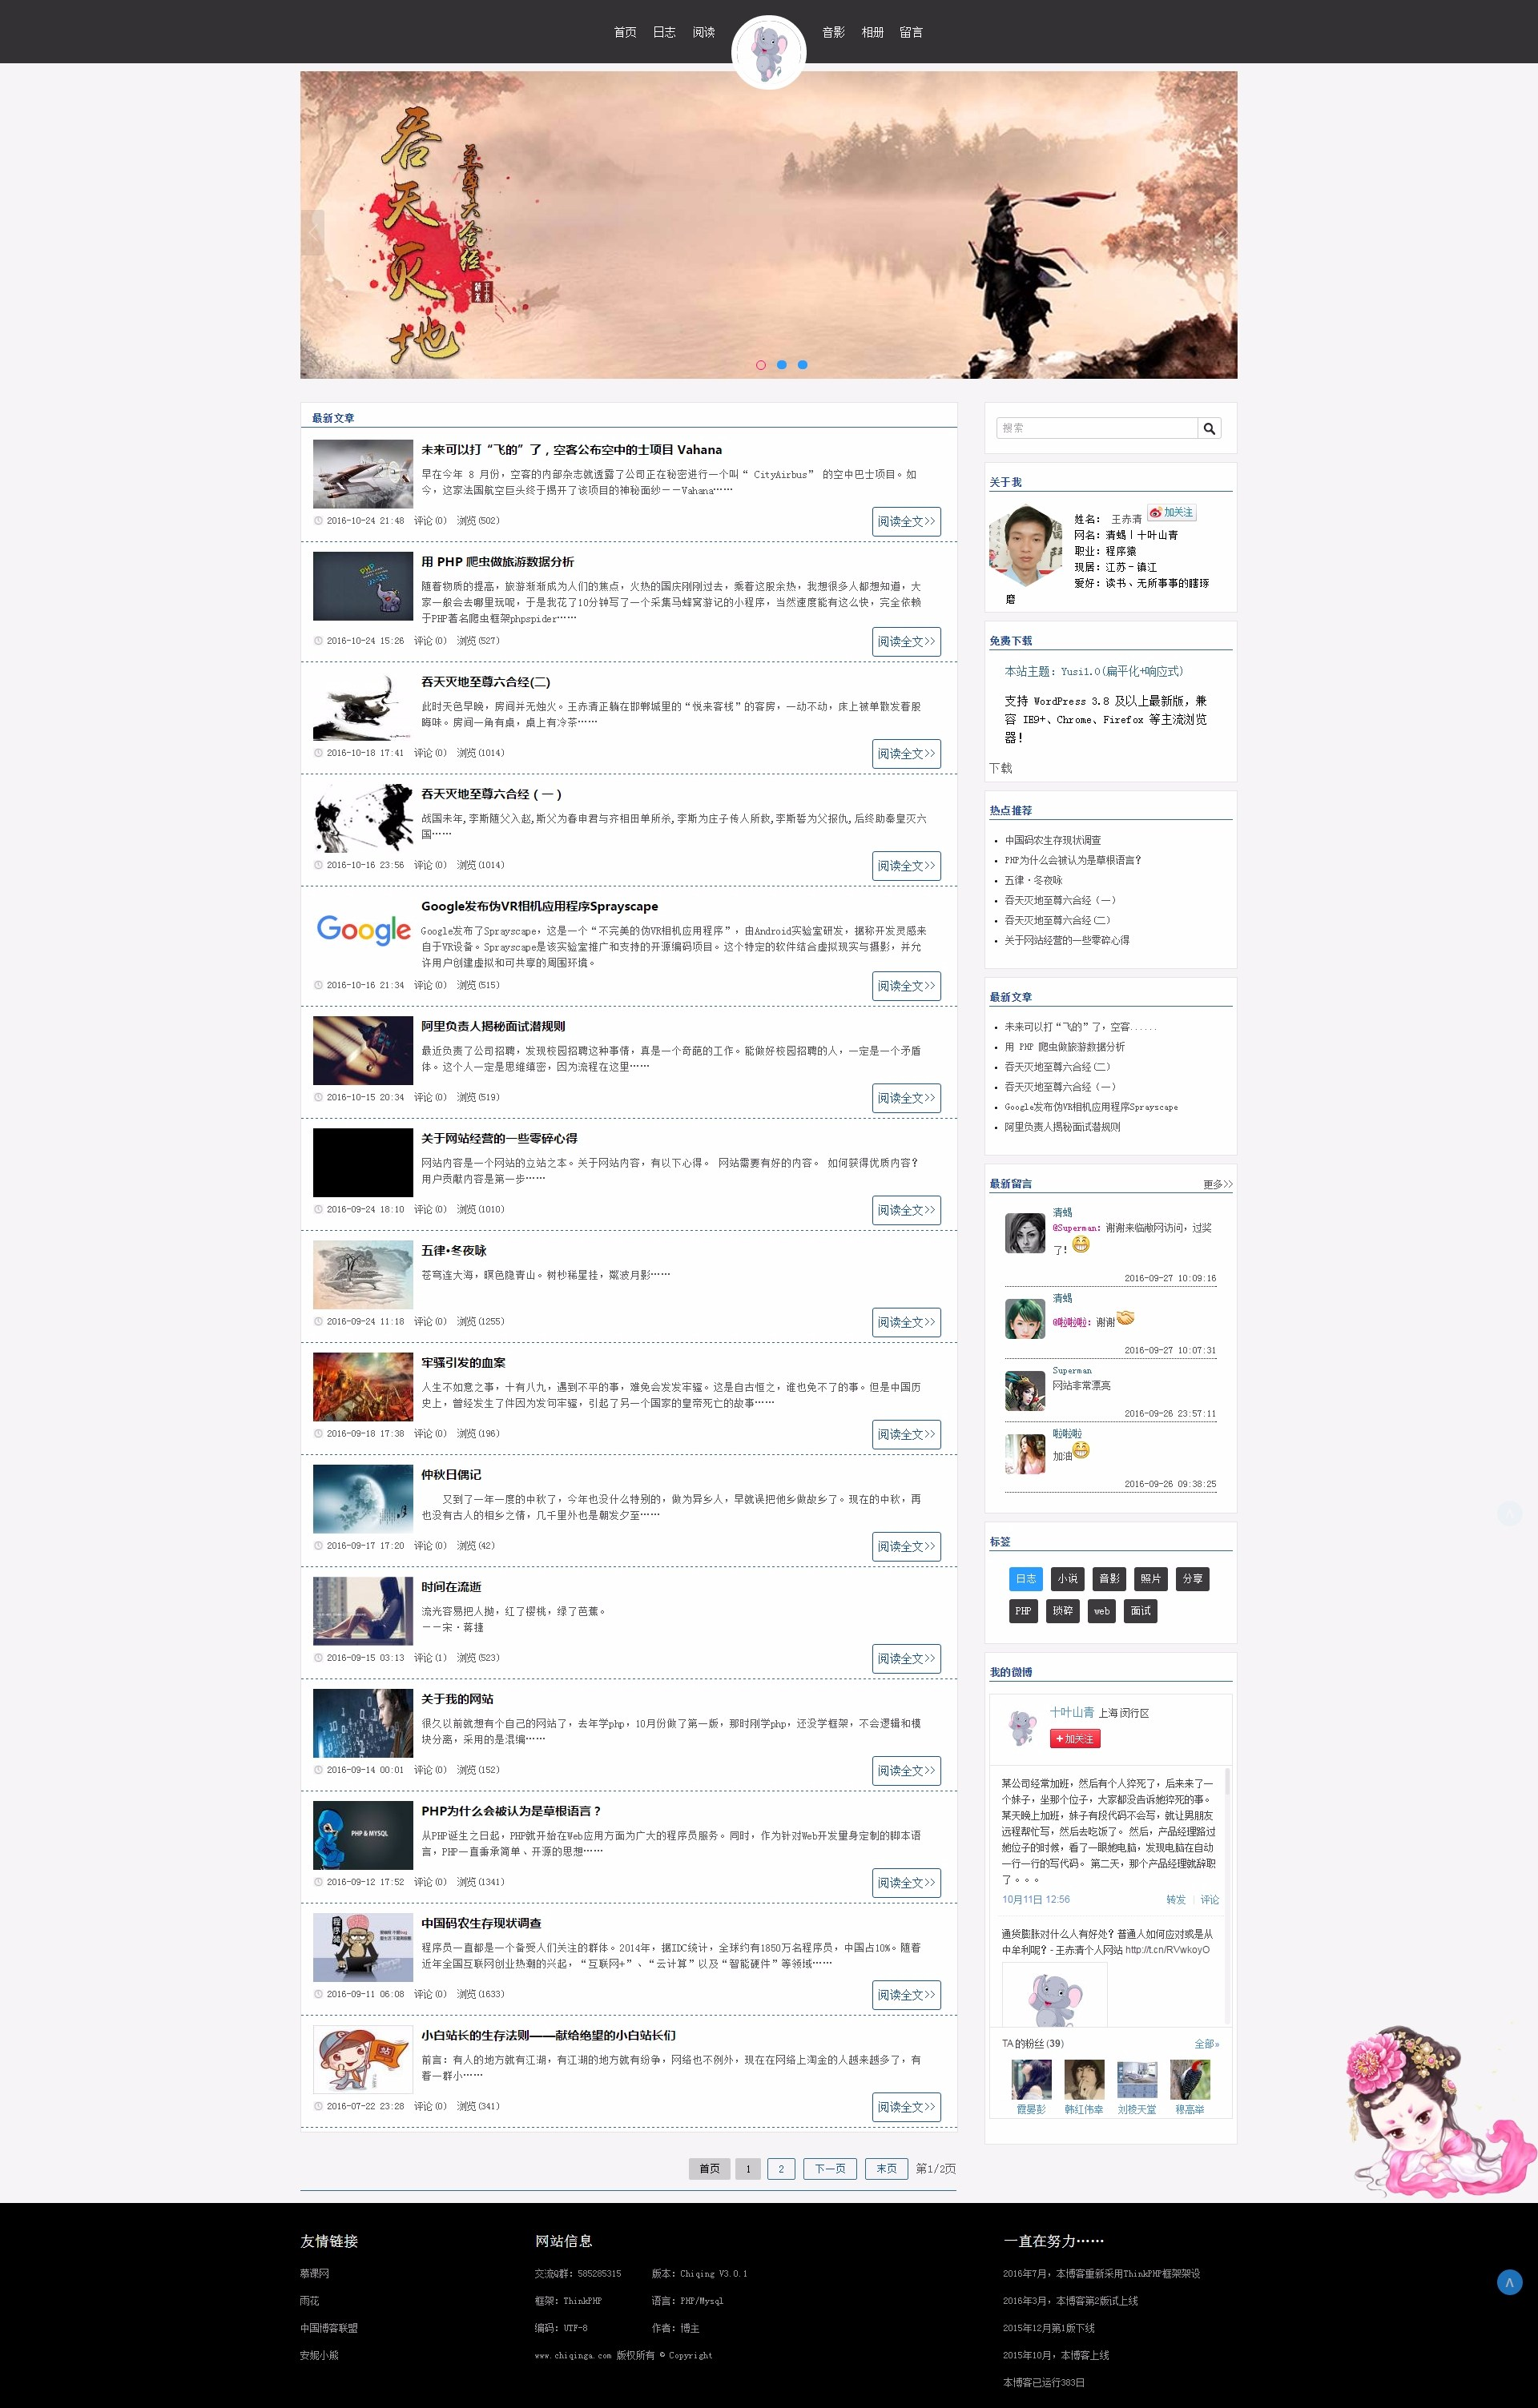 首页 日志 阅读 音影 相册 留言
吞天灭地
至尊六合经
最新文章
未来可以打“飞的”了，空客公布空中的士项目 Vahana
早在今年 8 月份，空客的内部杂志就透露了公司正在秘密进行一个叫“ CityAirbus” 的空中巴士项目。如
今，这家法国航空巨头终于揭开了该项目的神秘面纱——Vahana……
2016-10-24 21:48 评论(0) 浏览(502)
阅读全文>>
用 PHP 爬虫做旅游数据分析
随着物质的提高，旅游渐渐成为人们的焦点，火热的国庆刚刚过去，乘着这股余热，我想很多人都想知道，大
家一般会去哪里玩呢，于是我花了10分钟写了一个采集马蜂窝游记的小程序，当然速度能有这么快，完全依赖
于PHP著名爬虫框架phpspider……
2016-10-24 15:26 评论(0) 浏览(527)
阅读全文>>
吞天灭地至尊六合经(二)
此时天色早晚，房间并无烛火。王赤清正躺在邯郸城里的“悦来客栈”的客房，一动不动，床上被单散发着股
霉味。房间一角有桌，桌上有冷茶……
2016-10-18 17:41 评论(0) 浏览(1014)
阅读全文>>
吞天灭地至尊六合经（一）
战国未年,李斯随父入赵,斯父为春申君与齐相田单所杀,李斯为庄子传人所救,李斯誓为父报仇,后终助秦皇灭六
国……
2016-10-16 23:56 评论(0) 浏览(1014)
阅读全文>>
Google
Google发布伪VR相机应用程序Sprayscape
Google发布了Sprayscape，这是一个“不完美的伪VR相机应用程序”，由Android实验室研发，据称开发灵感来
自于VR设备。Sprayscape是该实验室推广和支持的开源编码项目。这个特定的软件结合虚拟现实与摄影，并允
许用户创建虚拟和可共享的周围环境。
2016-10-16 21:34 评论(0) 浏览(515)
阅读全文>>
阿里负责人揭秘面试潜规则
最近负责了公司招聘，发现校园招聘这种事情，真是一个奇葩的工作。能做好校园招聘的人，一定是一个矛盾
体。这个人一定是思维缜密，因为流程在这里……
2016-10-15 20:34 评论(0) 浏览(519)
阅读全文>>
关于网站经营的一些零碎心得
网站内容是一个网站的立站之本。关于网站内容，有以下心得。 网站需要有好的内容。 如何获得优质内容？
用户贡献内容是第一步……
2016-09-24 18:10 评论(0) 浏览(1010)
阅读全文>>
五律·冬夜咏
苍穹连大海，暝色隐青山。树杪稀星挂，粼波月影……
2016-09-24 11:18 评论(0) 浏览(1255)
阅读全文>>
牢骚引发的血案
人生不如意之事，十有八九，遇到不平的事，难免会发发牢骚。这是自古恒之，谁也免不了的事。但是中国历
史上，曾经发生了件因为发句牢骚，引起了另一个国家的皇帝死亡的故事……
2016-09-18 17:38 评论(0) 浏览(196)
阅读全文>>
仲秋日偶记
又到了一年一度的中秋了，今年也没什么特别的，做为异乡人，早就误把他乡做故乡了。现在的中秋，再
也没有古人的相乡之情，几千里外也是朝发夕至……
2016-09-17 17:20 评论(0) 浏览(42)
阅读全文>>
时间在流逝
流光容易把人抛，红了樱桃，绿了芭蕉。
——宋·蒋捷
2016-09-15 03:13 评论(1) 浏览(523)
阅读全文>>
关于我的网站
很久以前就想有个自己的网站了，去年学php，10月份做了第一版，那时刚学php，还没学框架，不会逻辑和模
块分离，采用的是混编……
2016-09-14 00:01 评论(0) 浏览(152)
阅读全文>>
PHP & MYSQL
PHP为什么会被认为是草根语言？
从PHP诞生之日起，PHP就开始在Web应用方面为广大的程序员服务。同时，作为针对Web开发量身定制的脚本语
言，PHP一直秉承简单、开源的思想……
2016-09-12 17:52 评论(0) 浏览(1341)
阅读全文>>
中国码农生存现状调查
程序员一直都是一个备受人们关注的群体。2014年，据IDC统计，全球约有1850万名程序员，中国占10%。随着
近年全国互联网创业热潮的兴起，“互联网+”、“云计算”以及“智能硬件”等领域……
2016-09-11 06:08 评论(0) 浏览(1633)
阅读全文>>
小白站长的生存法则——献给绝望的小白站长们
前言：有人的地方就有江湖，有江湖的地方就有纷争，网络也不例外，现在在网络上淘金的人越来越多了，有
着一群小……
2016-07-22 23:28 评论(0) 浏览(341)
阅读全文>>
首页 1 2 下一页 末页 第1/2页
搜索
关于我
姓名： 王赤清 加关注
网名：清蝎|十叶山青
职业：程序猿
现居：江苏-镇江
爱好：读书、无所事事的瞎琢
磨
免费下载
本站主题：Yusi1.0(扁平化+响应式)
支持 WordPress 3.8 及以上最新版，兼
容 IE9+、Chrome、Firefox 等主流浏览
器！
下载
热点推荐
中国码农生存现状调查
PHP为什么会被认为是草根语言？
五律·冬夜咏
吞天灭地至尊六合经（一）
吞天灭地至尊六合经(二)
关于网站经营的一些零碎心得
最新文章
未来可以打“飞的”了，空客......
用 PHP 爬虫做旅游数据分析
吞天灭地至尊六合经(二)
吞天灭地至尊六合经（一）
Google发布伪VR相机应用程序Sprayscape
阿里负责人揭秘面试潜规则
最新留言 更多>>
清蝎
@Superman：谢谢来临敝网访问，过奖
了！
2016-09-27 10:09:16
清蝎
@啦啦啦：谢谢
2016-09-27 10:07:31
Superman
网站非常漂亮
2016-09-26 23:57:11
啦啦啦
加油
2016-09-26 09:38:25
标签
日志 小说 音影 照片 分享
PHP 琐碎 web 面试
我的微博
十叶山青 上海 闵行区
+加关注
某公司经常加班，然后有个人猝死了，后来来了一
个妹子，坐那个位子，大家都没告诉她猝死的事。
某天晚上加班，妹子有段代码不会写，就让男朋友
远程帮忙写，然后去吃饭了。 然后，产品经理路过
她位子的时候，看了一眼她电脑，发现电脑在自动
一行一行的写代码。 第二天，那个产品经理就辞职
了。。。
10月11日 12:56 转发 | 评论
通货膨胀对什么人有好处？普通人如何应对或是从
中牟利呢？- 王赤清个人网站 http://t.cn/RVwkoyO
TA 的粉丝 (39) 全部»
霞晏彭 韩红伟幸 刘棱天堂 穆高举
友情链接
慕课网
雨花
中国博客联盟
安妮小熊
网站信息
交流Q群：585285315 版本：Chiqing V3.0.1
框架：ThinkPHP 语言：PHP/Mysql
编码：UTF-8 作者：博主
www.chiqinga.com 版权所有 © Copyright
一直在努力……
2016年7月，本博客重新采用ThinkPHP框架架设
2016年3月，本博客第2版试上线
2015年12月第1版下线
2015年10月，本博客上线
本博客已运行383日